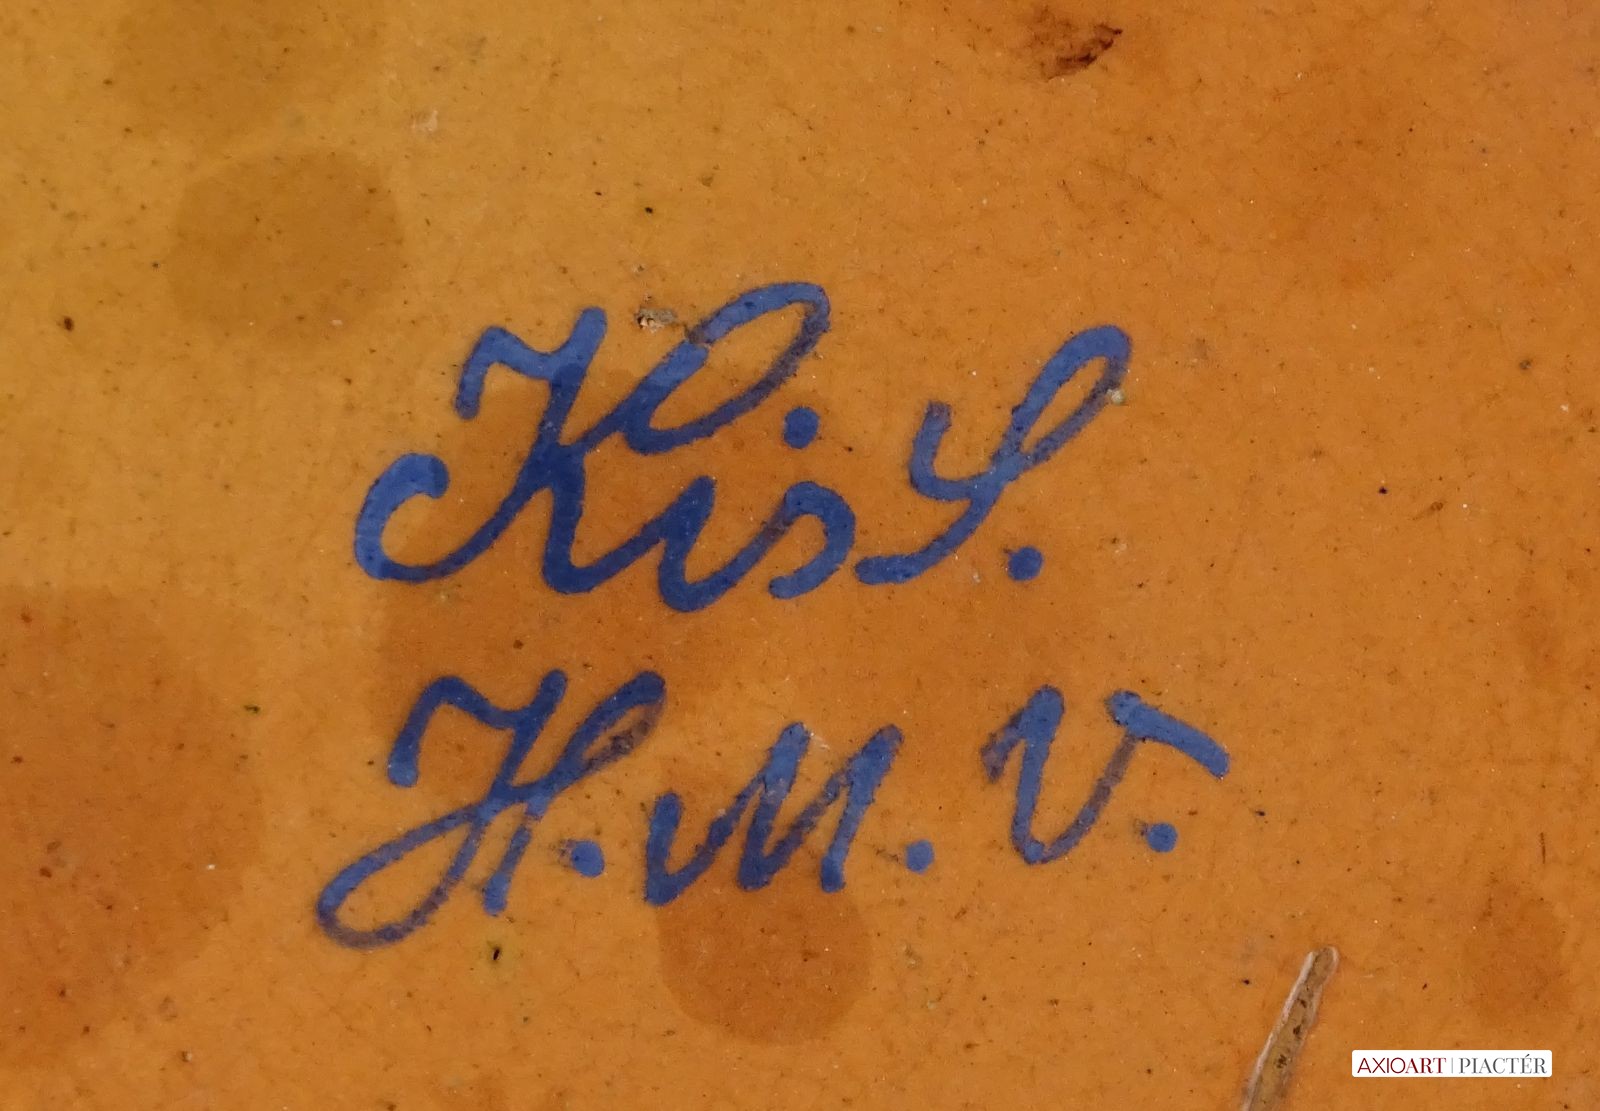 Kis S.
H. M. V.
AXIOART | PIACTÉR